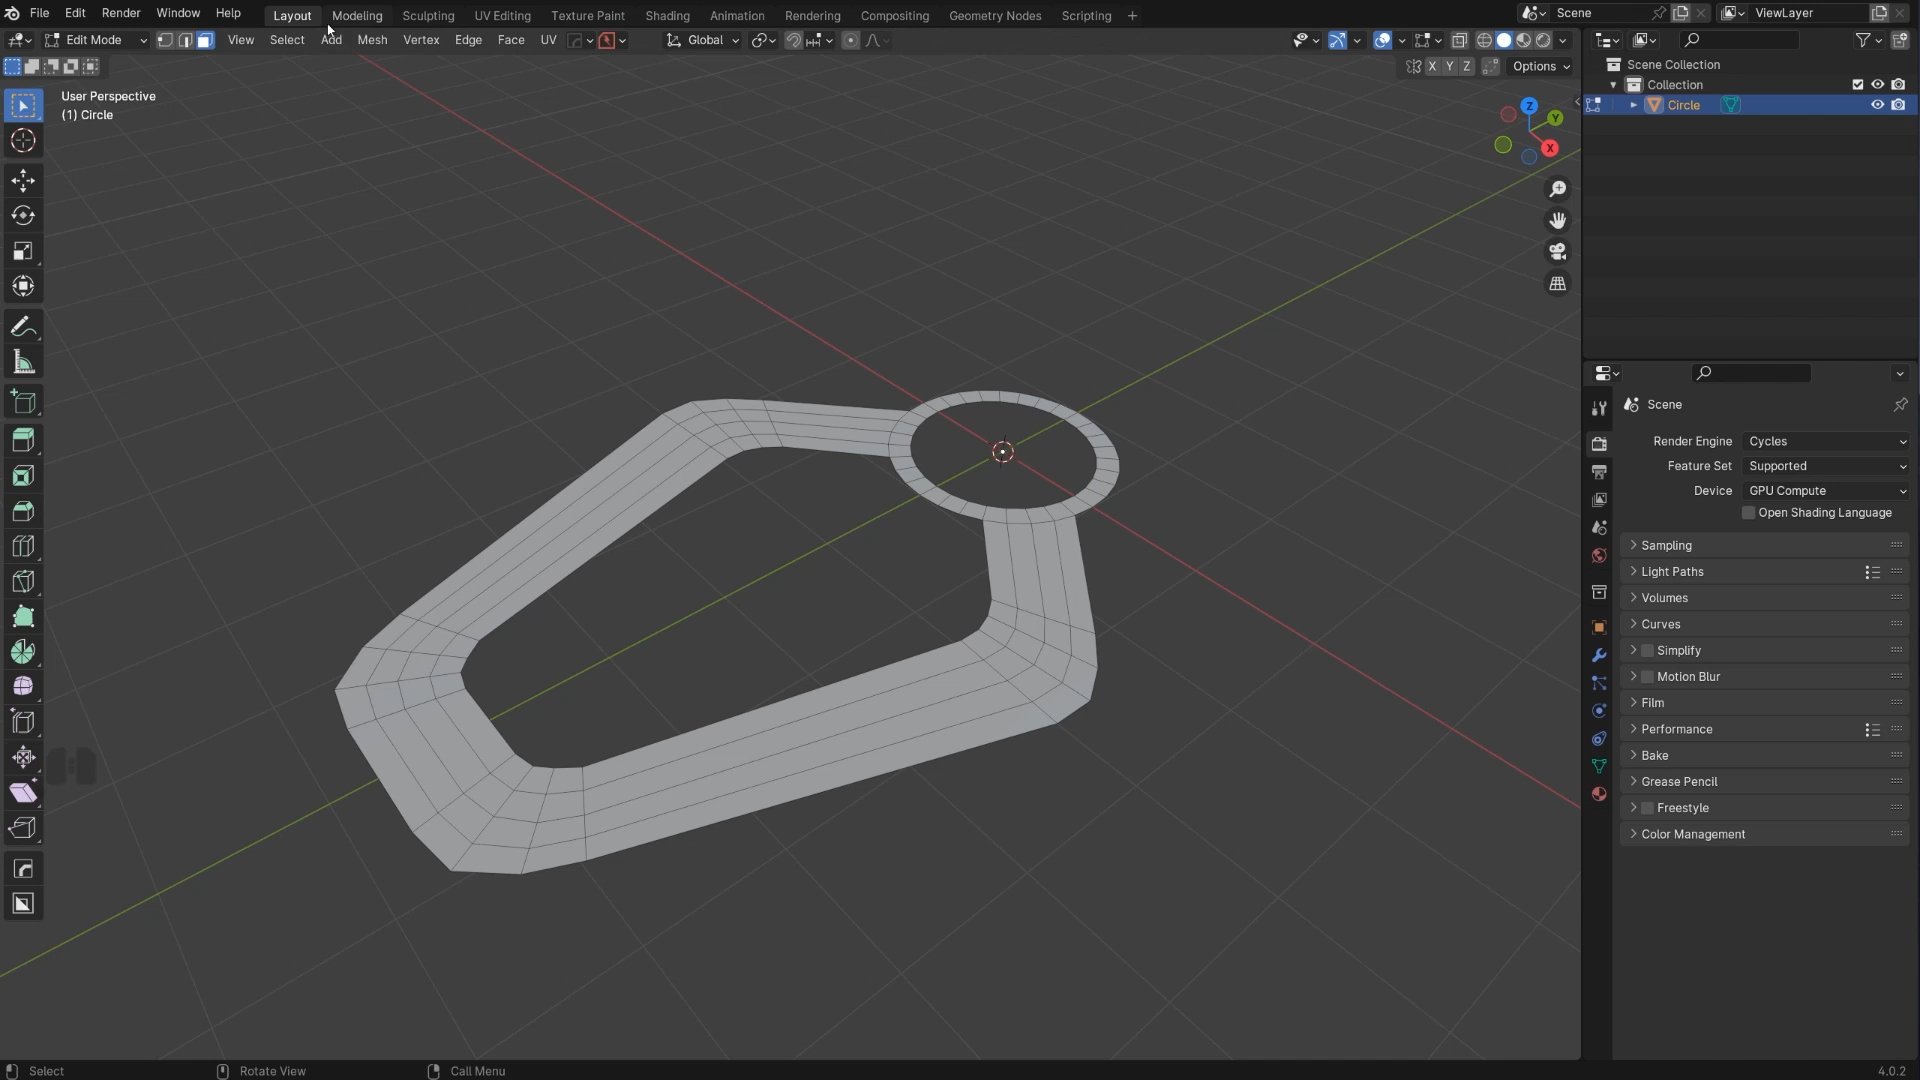 File Edit Render Window Help Layout Modeling Sculpting UV Editing Texture Paint Shading Animation Rendering Compositing Geometry Nodes Scripting + Scene ViewLayer
Edit Mode View Select Add Mesh Vertex Edge Face UV Global
X Y Z Options
User Perspective
(1) Circle
Z
Y
X
Scene Collection
Collection
Circle
Scene
Render Engine Cycles
Feature Set Supported
Device GPU Compute
Open Shading Language
Sampling
Light Paths
Volumes
Curves
Simplify
Motion Blur
Film
Performance
Bake
Grease Pencil
Freestyle
Color Management
Select Rotate View Call Menu 4.0.2